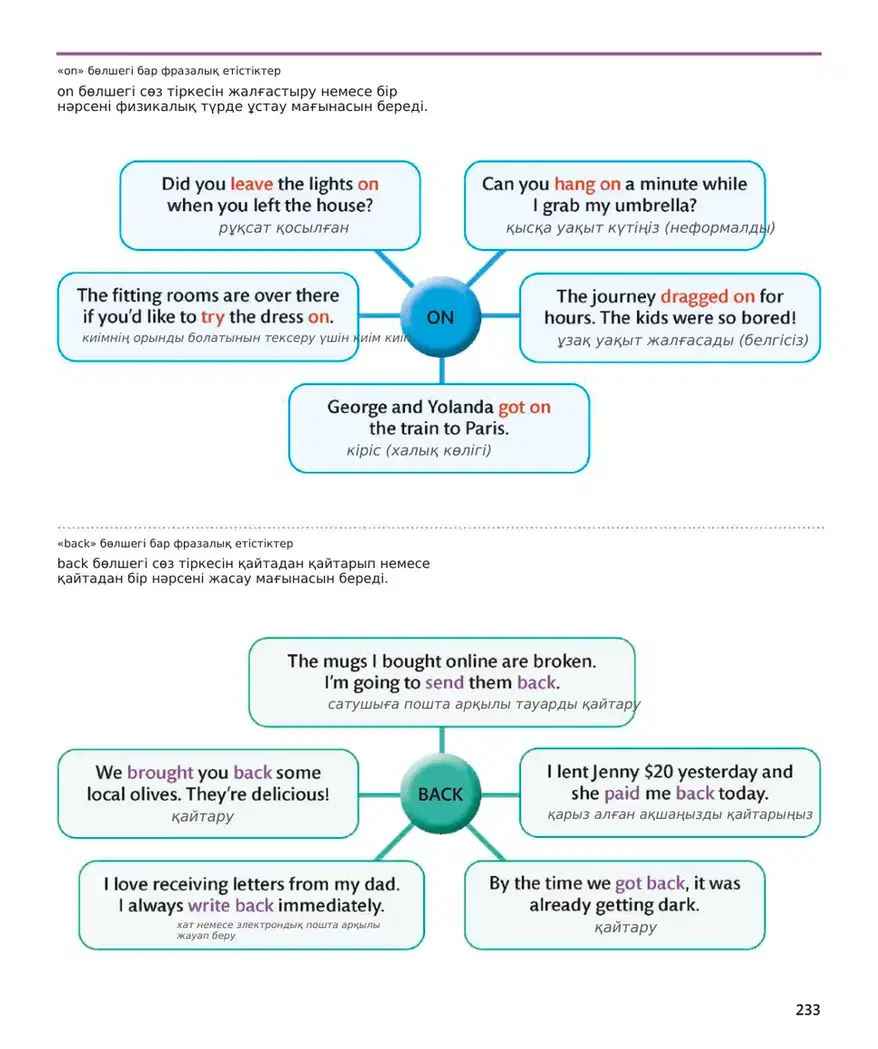 «on» бөлшегі бар фразалық етістіктер
on бөлшегі сөз тіркесін жалғастыру немесе бір
нәрсені физикалық түрде ұстау мағынасын береді.
Did you leave the lights on
when you left the house?
рұқсат қосылған
Can you hang on a minute while
I grab my umbrella?
қысқа уақыт күтіңіз (неформалды)
The fitting rooms are over there
if you'd like to try the dress on.
киімнің орынды болатынын тексеру үшін киім киіп
ON
The journey dragged on for
hours. The kids were so bored!
ұзақ уақыт жалғасады (белгісіз)
George and Yolanda got on
the train to Paris.
кіріс (халық көлігі)
«back» бөлшегі бар фразалық етістіктер
back бөлшегі сөз тіркесін қайтадан қайтарып немесе
қайтадан бір нәрсені жасау мағынасын береді.
The mugs I bought online are broken.
I'm going to send them back.
сатушыға пошта арқылы тауарды қайтару
We brought you back some
local olives. They're delicious!
қайтару
BACK
I lent Jenny $20 yesterday and
she paid me back today.
қарыз алған ақшаңызды қайтарыңыз
I love receiving letters from my dad.
I always write back immediately.
хат немесе электрондық пошта арқылы
жауап беру
By the time we got back, it was
already getting dark.
қайтару
233